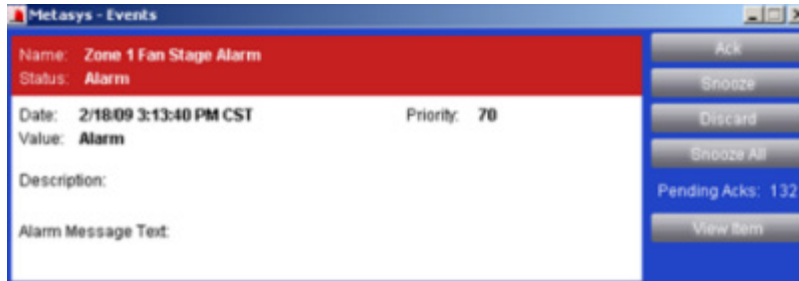 Metasys - Events
Name: Zone 1 Fan Stage Alarm
Status: Alarm
Date: 2/18/09 3:13:40 PM CST Priority: 70
Value: Alarm
Description:
Alarm Message Text:
Ack
Snooze
Discard
Snooze All
Pending Acks: 132
View Item